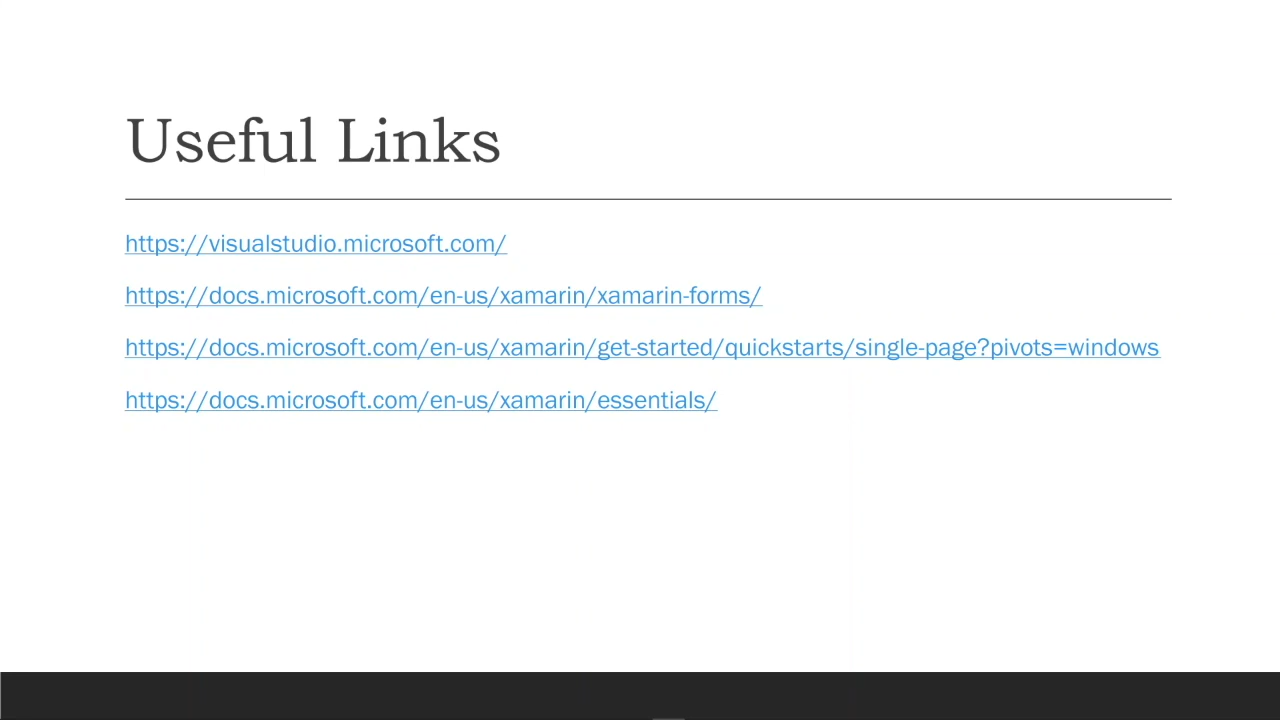 Useful Links
https://visualstudio.microsoft.com/
https://docs.microsoft.com/en-us/xamarin/xamarin-forms/
https://docs.microsoft.com/en-us/xamarin/get-started/quickstarts/single-page?pivots=windows
https://docs.microsoft.com/en-us/xamarin/essentials/